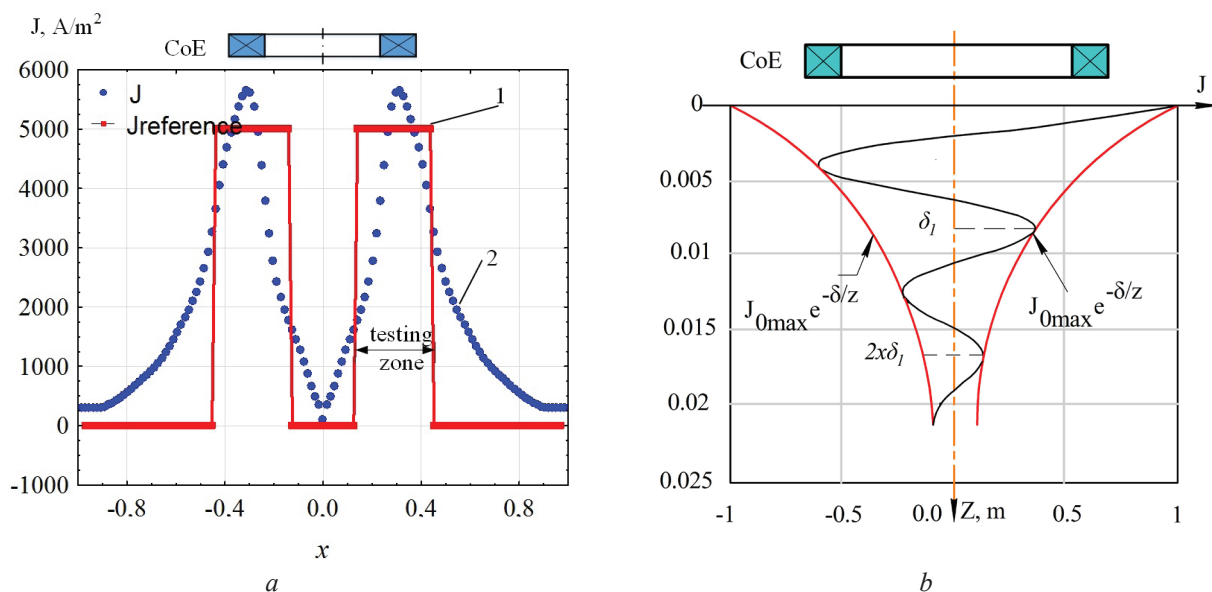 J, A/m²
CoE
6000
5000
4000
3000
2000
1000
0
-1000
J
Jreference
1
2
testing
zone
-0.8 -0.4 0.0 0.4 0.8
x
a
CoE
J
0
0.005
0.01
0.015
0.02
0.025
δ₁
J₀ₘₐₓe^-δ/z
J₀ₘₐₓe^-δ/z
2xδ₁
-1 -0.5 0.0 Z, m 0.5 1
b